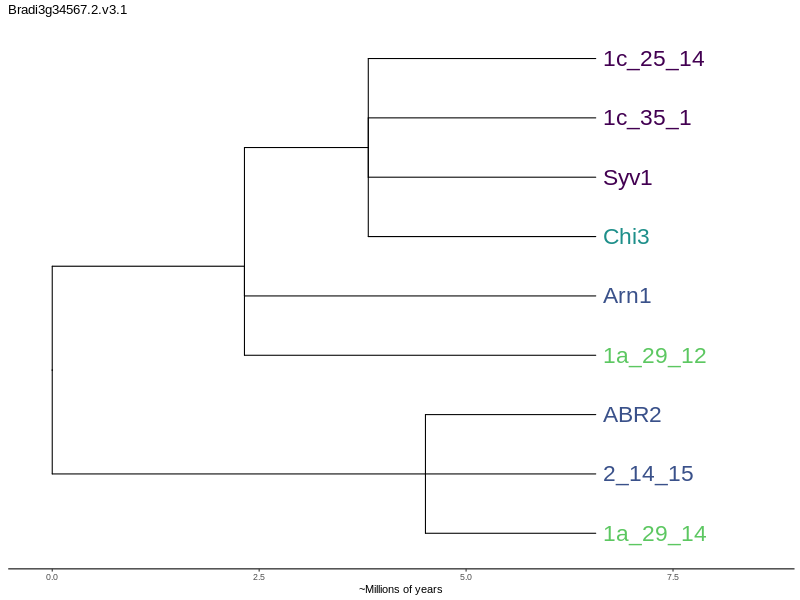 Bradi3g34567.2.v3.1
1c_25_14
1c_35_1
Syv1
Chi3
Arn1
1a_29_12
ABR2
2_14_15
1a_29_14
0.0 2.5 5.0 7.5
~Millions of years